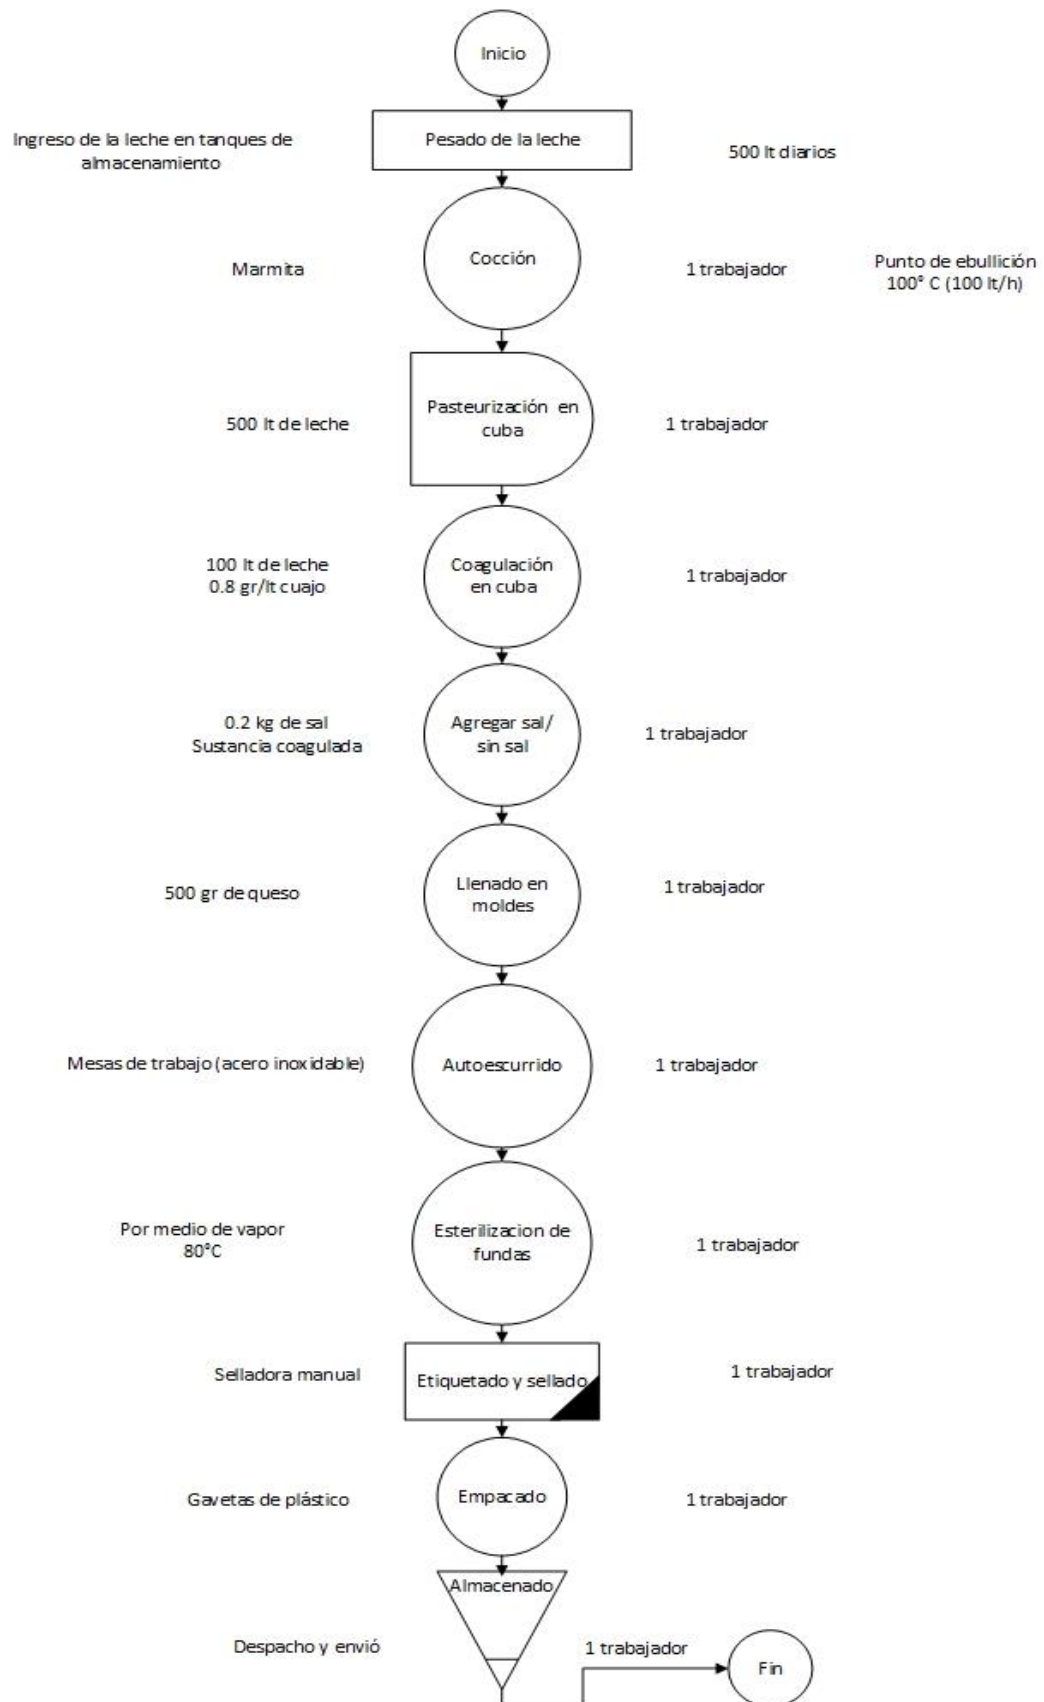 Inicio
Ingreso de la leche en tanques de
almacenamiento
Pesado de la leche
500 lt diarios
Marmita
Cocción
1 trabajador
Punto de ebullición
100° C (100 lt/h)
500 lt de leche
Pasteurización en
cuba
1 trabajador
100 lt de leche
0.8 gr/lt cuajo
Coagulación
en cuba
1 trabajador
0.2 kg de sal
Sustancia coagulada
Agregar sal/
sin sal
1 trabajador
500 gr de queso
Llenado en
moldes
1 trabajador
Mesas de trabajo (acero inoxidable)
Autoescurrido
1 trabajador
Por medio de vapor
80°C
Esterilizacion de
fundas
1 trabajador
Selladora manual
Etiquetado y sellado
1 trabajador
Gavetas de plástico
Empacado
1 trabajador
Almacenado
Despacho y envió
1 trabajador
Fin